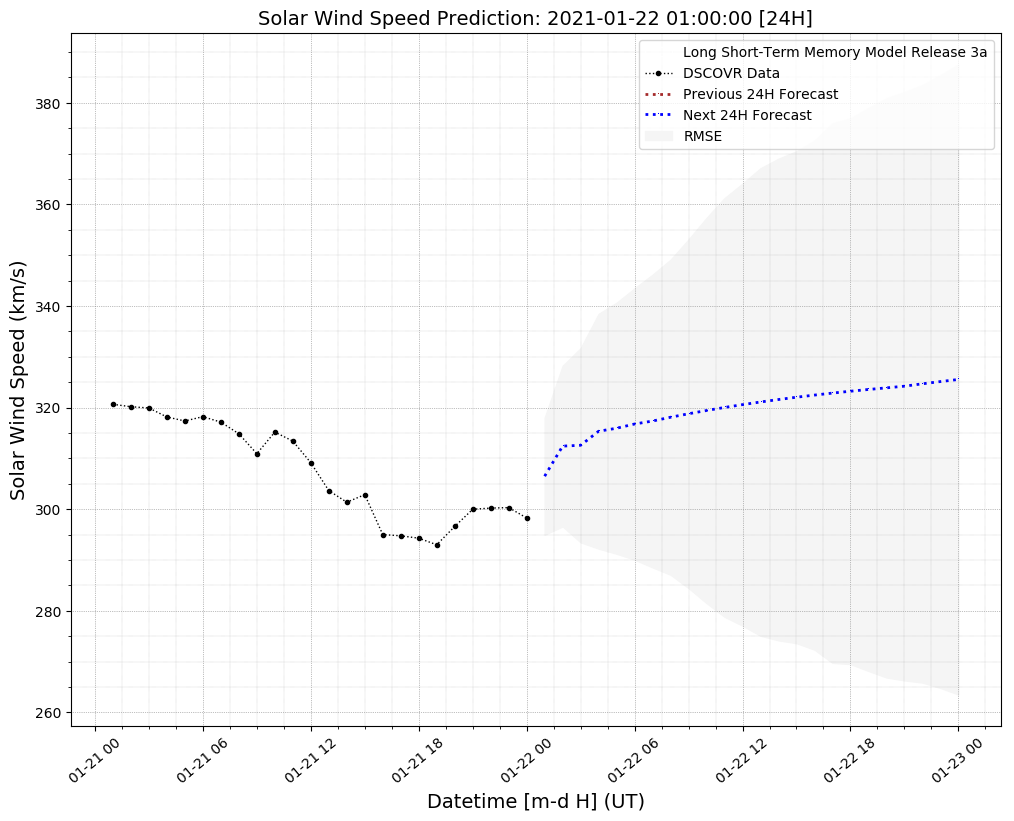 Solar Wind Speed Prediction: 2021-01-22 01:00:00 [24H]
Long Short-Term Memory Model Release 3a
DSCOVR Data
Previous 24H Forecast
Next 24H Forecast
RMSE
Solar Wind Speed (km/s)
380
360
340
320
300
280
260
01-21 00
01-21 06
01-21 12
01-21 18
01-22 00
01-22 06
01-22 12
01-22 18
01-23 00
Datetime [m-d H] (UT)